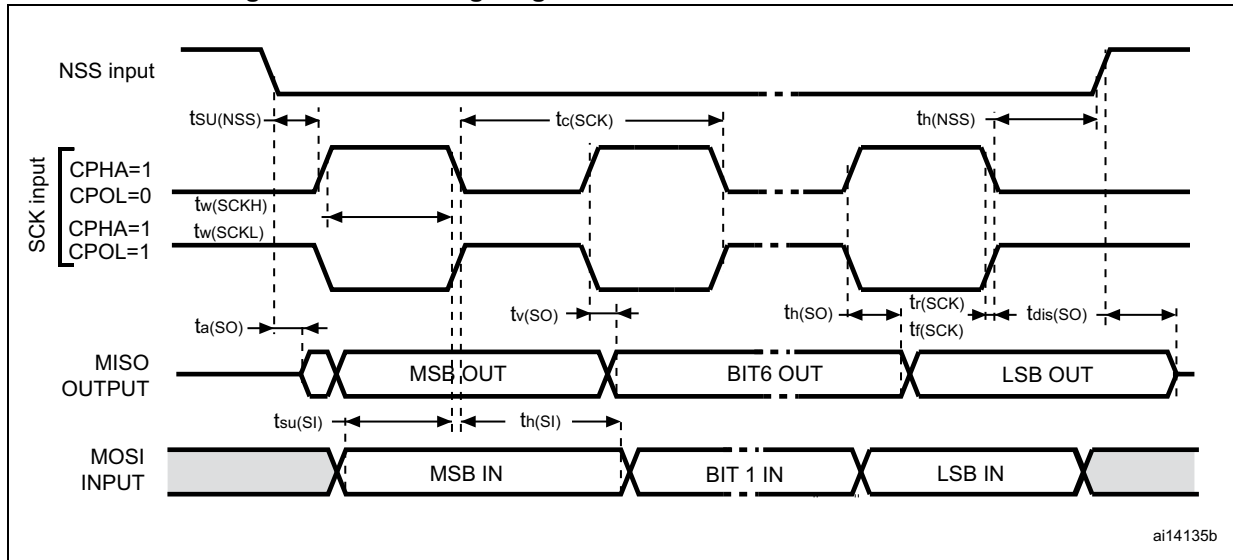 NSS input
tSU(NSS)
tc(SCK)
th(NSS)
SCK input
CPHA=1
CPOL=0
tw(SCKH)
CPHA=1
tw(SCKL)
CPOL=1
ta(SO)
tv(SO)
th(SO)
tr(SCK)
tf(SCK)
tdis(SO)
MISO
OUTPUT
MSB OUT
BIT6 OUT
LSB OUT
tsu(SI)
th(SI)
MOSI
INPUT
MSB IN
BIT 1 IN
LSB IN
ai14135b